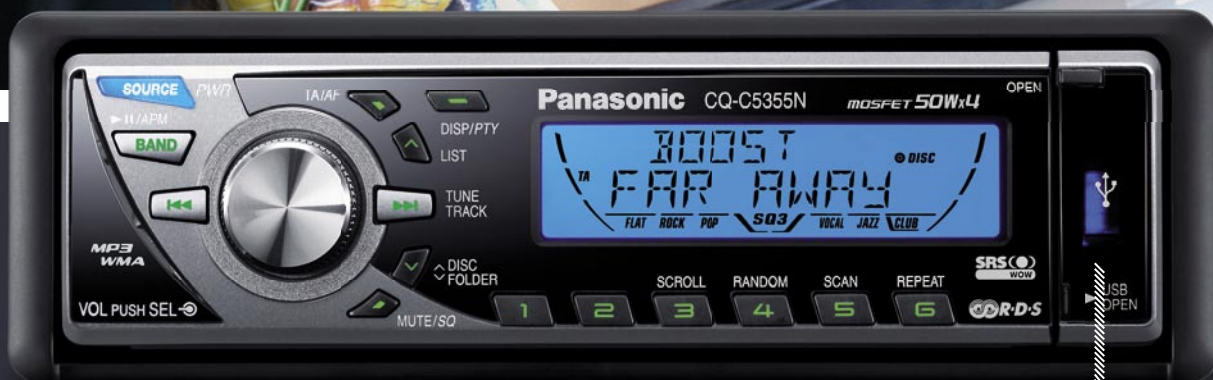 SOURCE PWR
TA/AF
OPEN
Panasonic CQ-C5355N MOSFET 50Wx4
▶II/APM
BAND
DISP/PTY
LIST
BOOST
DISC
TA
FAR AWAY
FLAT ROCK POP SQ3 VOCAL JAZZ CLUB
TUNE
TRACK
MP3
WMA
DISC
FOLDER
VOL PUSH SEL
MUTE/SQ
SCROLL RANDOM SCAN REPEAT
1 2 3 4 5 6
SRS
WOW
R·D·S
USB
OPEN